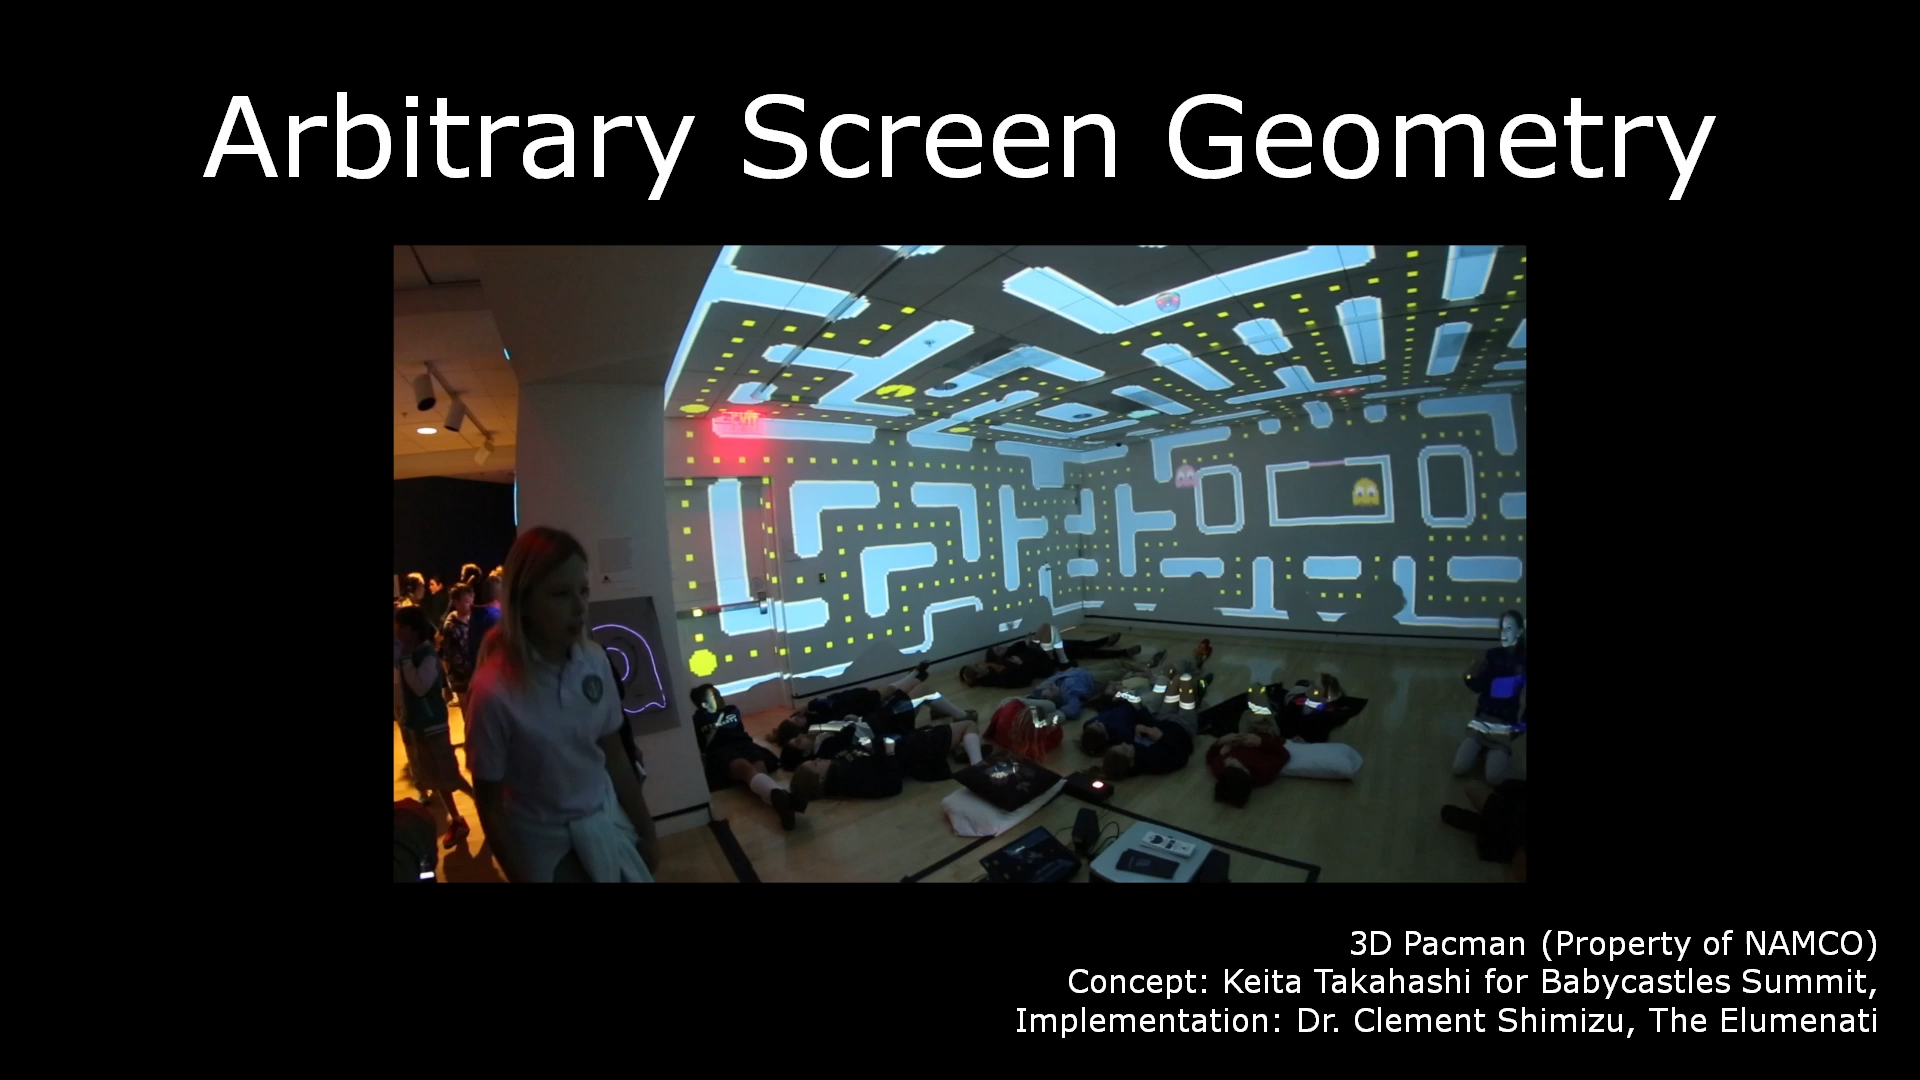 Arbitrary Screen Geometry
3D Pacman (Property of NAMCO)
Concept: Keita Takahashi for Babycastles Summit,
Implementation: Dr. Clement Shimizu, The Elumenati